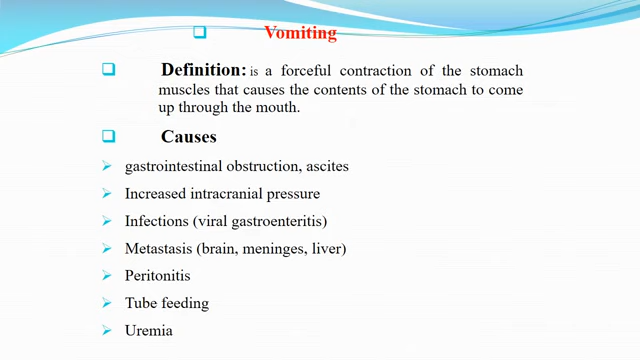 Vomiting
Definition: is a forceful contraction of the stomach
muscles that causes the contents of the stomach to come
up through the mouth.
Causes
gastrointestinal obstruction, ascites
Increased intracranial pressure
Infections (viral gastroenteritis)
Metastasis (brain, meninges, liver)
Peritonitis
Tube feeding
Uremia